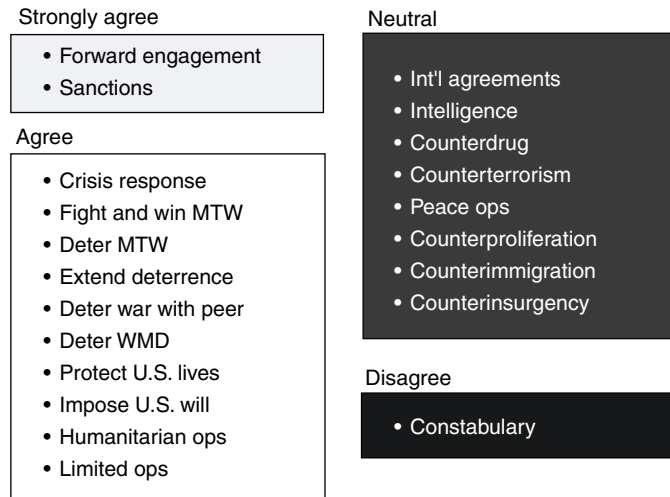 Strongly agree
• Forward engagement
• Sanctions
Agree
• Crisis response
• Fight and win MTW
• Deter MTW
• Extend deterrence
• Deter war with peer
• Deter WMD
• Protect U.S. lives
• Impose U.S. will
• Humanitarian ops
• Limited ops
Neutral
• Int'l agreements
• Intelligence
• Counterdrug
• Counterterrorism
• Peace ops
• Counterproliferation
• Counterimmigration
• Counterinsurgency
Disagree
• Constabulary